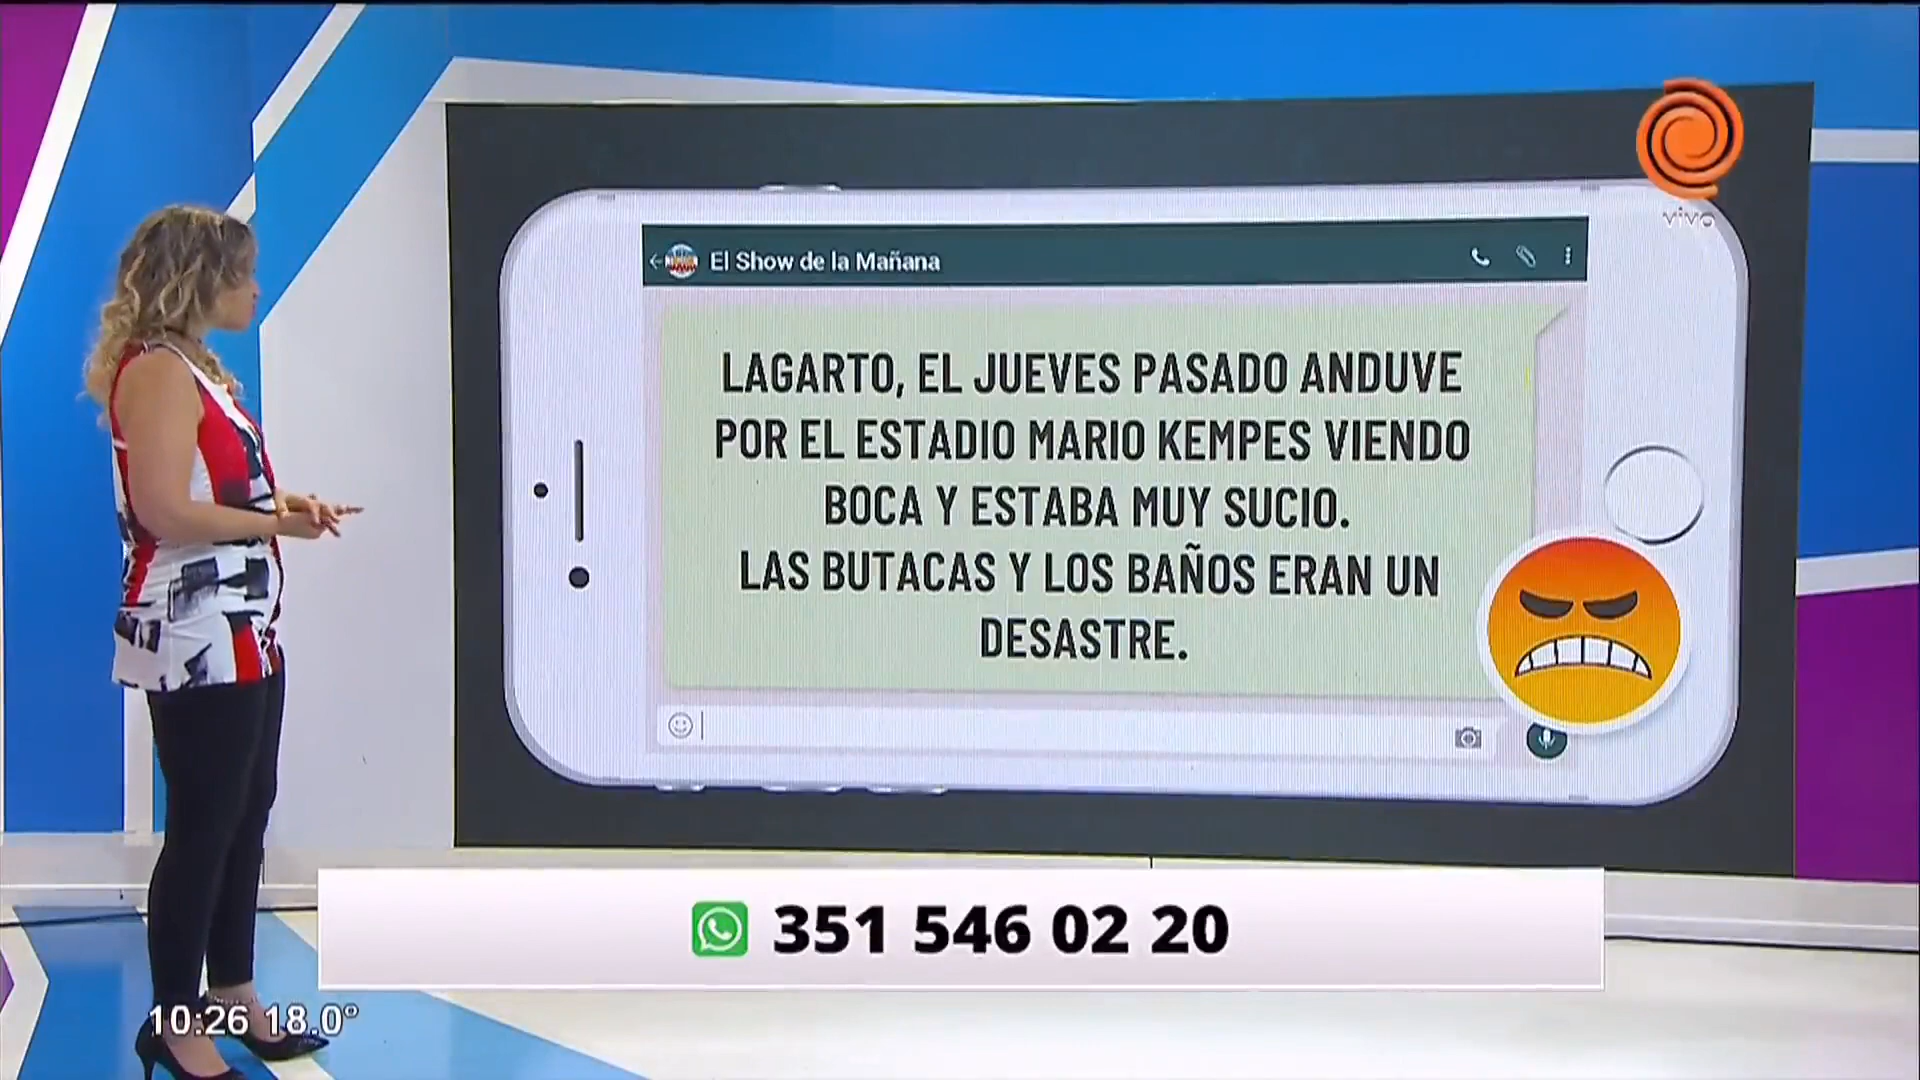 vivo
El Show de la Mañana
LAGARTO, EL JUEVES PASADO ANDUVE
POR EL ESTADIO MARIO KEMPES VIENDO
BOCA Y ESTABA MUY SUCIO.
LAS BUTACAS Y LOS BAÑOS ERAN UN
DESASTRE.
351 546 02 20
10:26 18.0°